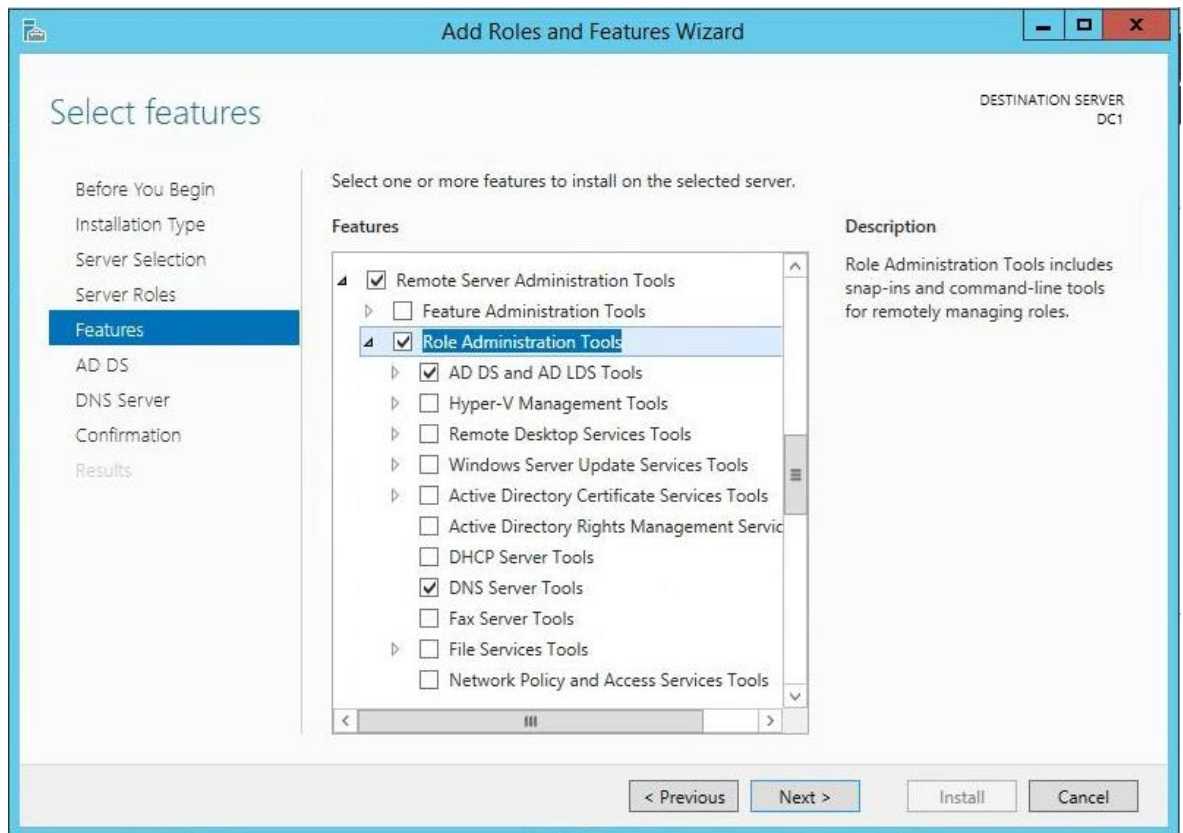 Add Roles and Features Wizard
Select features
DESTINATION SERVER
DC1
Before You Begin
Installation Type
Server Selection
Server Roles
Features
AD DS
DNS Server
Confirmation
Results
Select one or more features to install on the selected server.
Features
Remote Server Administration Tools
Feature Administration Tools
Role Administration Tools
AD DS and AD LDS Tools
Hyper-V Management Tools
Remote Desktop Services Tools
Windows Server Update Services Tools
Active Directory Certificate Services Tools
Active Directory Rights Management Servic
DHCP Server Tools
DNS Server Tools
Fax Server Tools
File Services Tools
Network Policy and Access Services Tools
Description
Role Administration Tools includes
snap-ins and command-line tools
for remotely managing roles.
< Previous
Next >
Install
Cancel